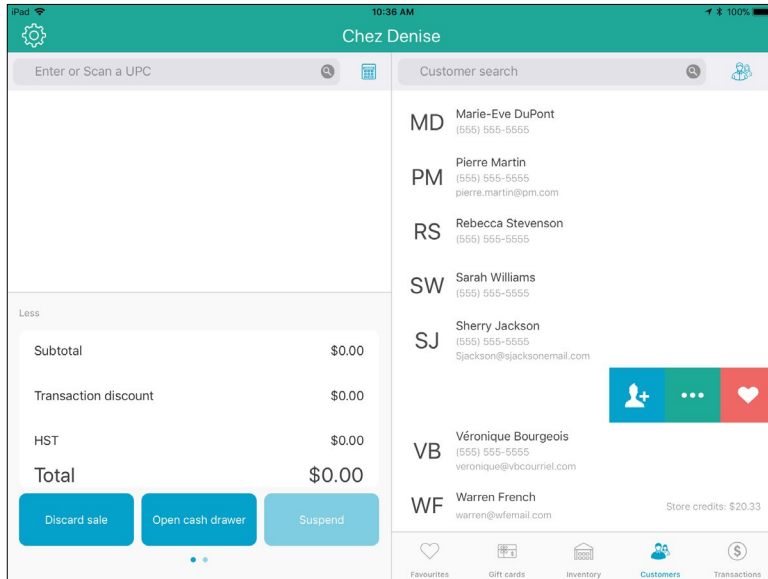 iPad 10:36 AM 100%
Chez Denise
Enter or Scan a UPC
Less
Subtotal $0.00
Transaction discount $0.00
HST $0.00
Total $0.00
Discard sale Open cash drawer Suspend
Customer search
MD Marie-Eve DuPont
(555) 555-5555
PM Pierre Martin
(555) 555-5555
pierre.martin@pm.com
RS Rebecca Stevenson
(555) 555-5555
SW Sarah Williams
(555) 555-5555
SJ Sherry Jackson
(555) 555-5555
Sjackson@sjacksonemail.com
VB Véronique Bourgeois
(555) 555-5555
veronique@vbcourriel.com
WF Warren French
warren@wfemail.com
Store credits: $20.33
Favourites Gift cards Inventory Customers Transactions